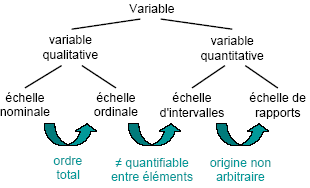 Variable
variable
qualitative
variable
quantitative
échelle
nominale
échelle
ordinale
échelle
d'intervalles
échelle de
rapports
ordre
total
≠ quantifiable
entre éléments
origine non
arbitraire